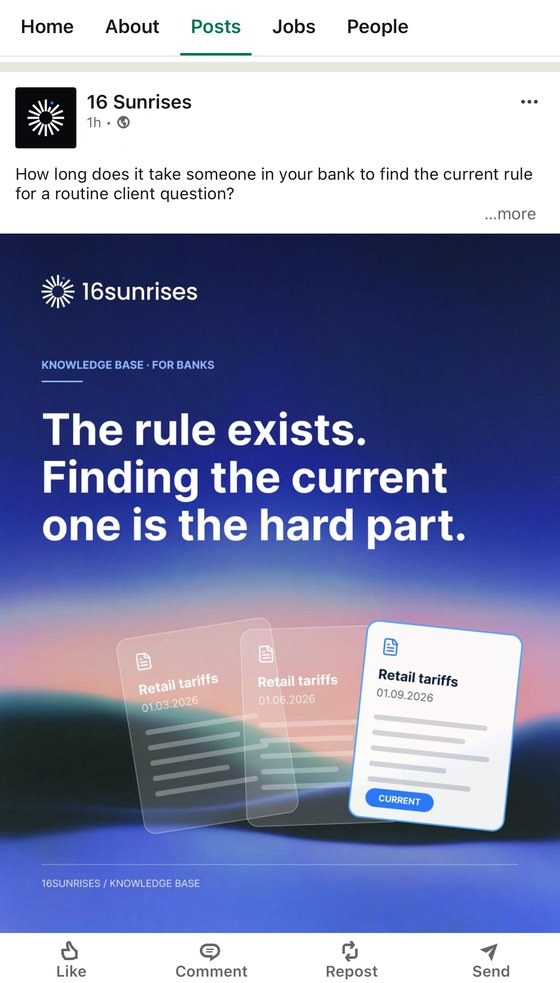 Home About Posts Jobs People
16 Sunrises
1h •
How long does it take someone in your bank to find the current rule
for a routine client question?
...more
16sunrises
KNOWLEDGE BASE · FOR BANKS
The rule exists.
Finding the current
one is the hard part.
Retail tariffs
01.03.2026
Retail tariffs
01.06.2026
Retail tariffs
01.09.2026
CURRENT
16SUNRISES / KNOWLEDGE BASE
Like Comment Repost Send